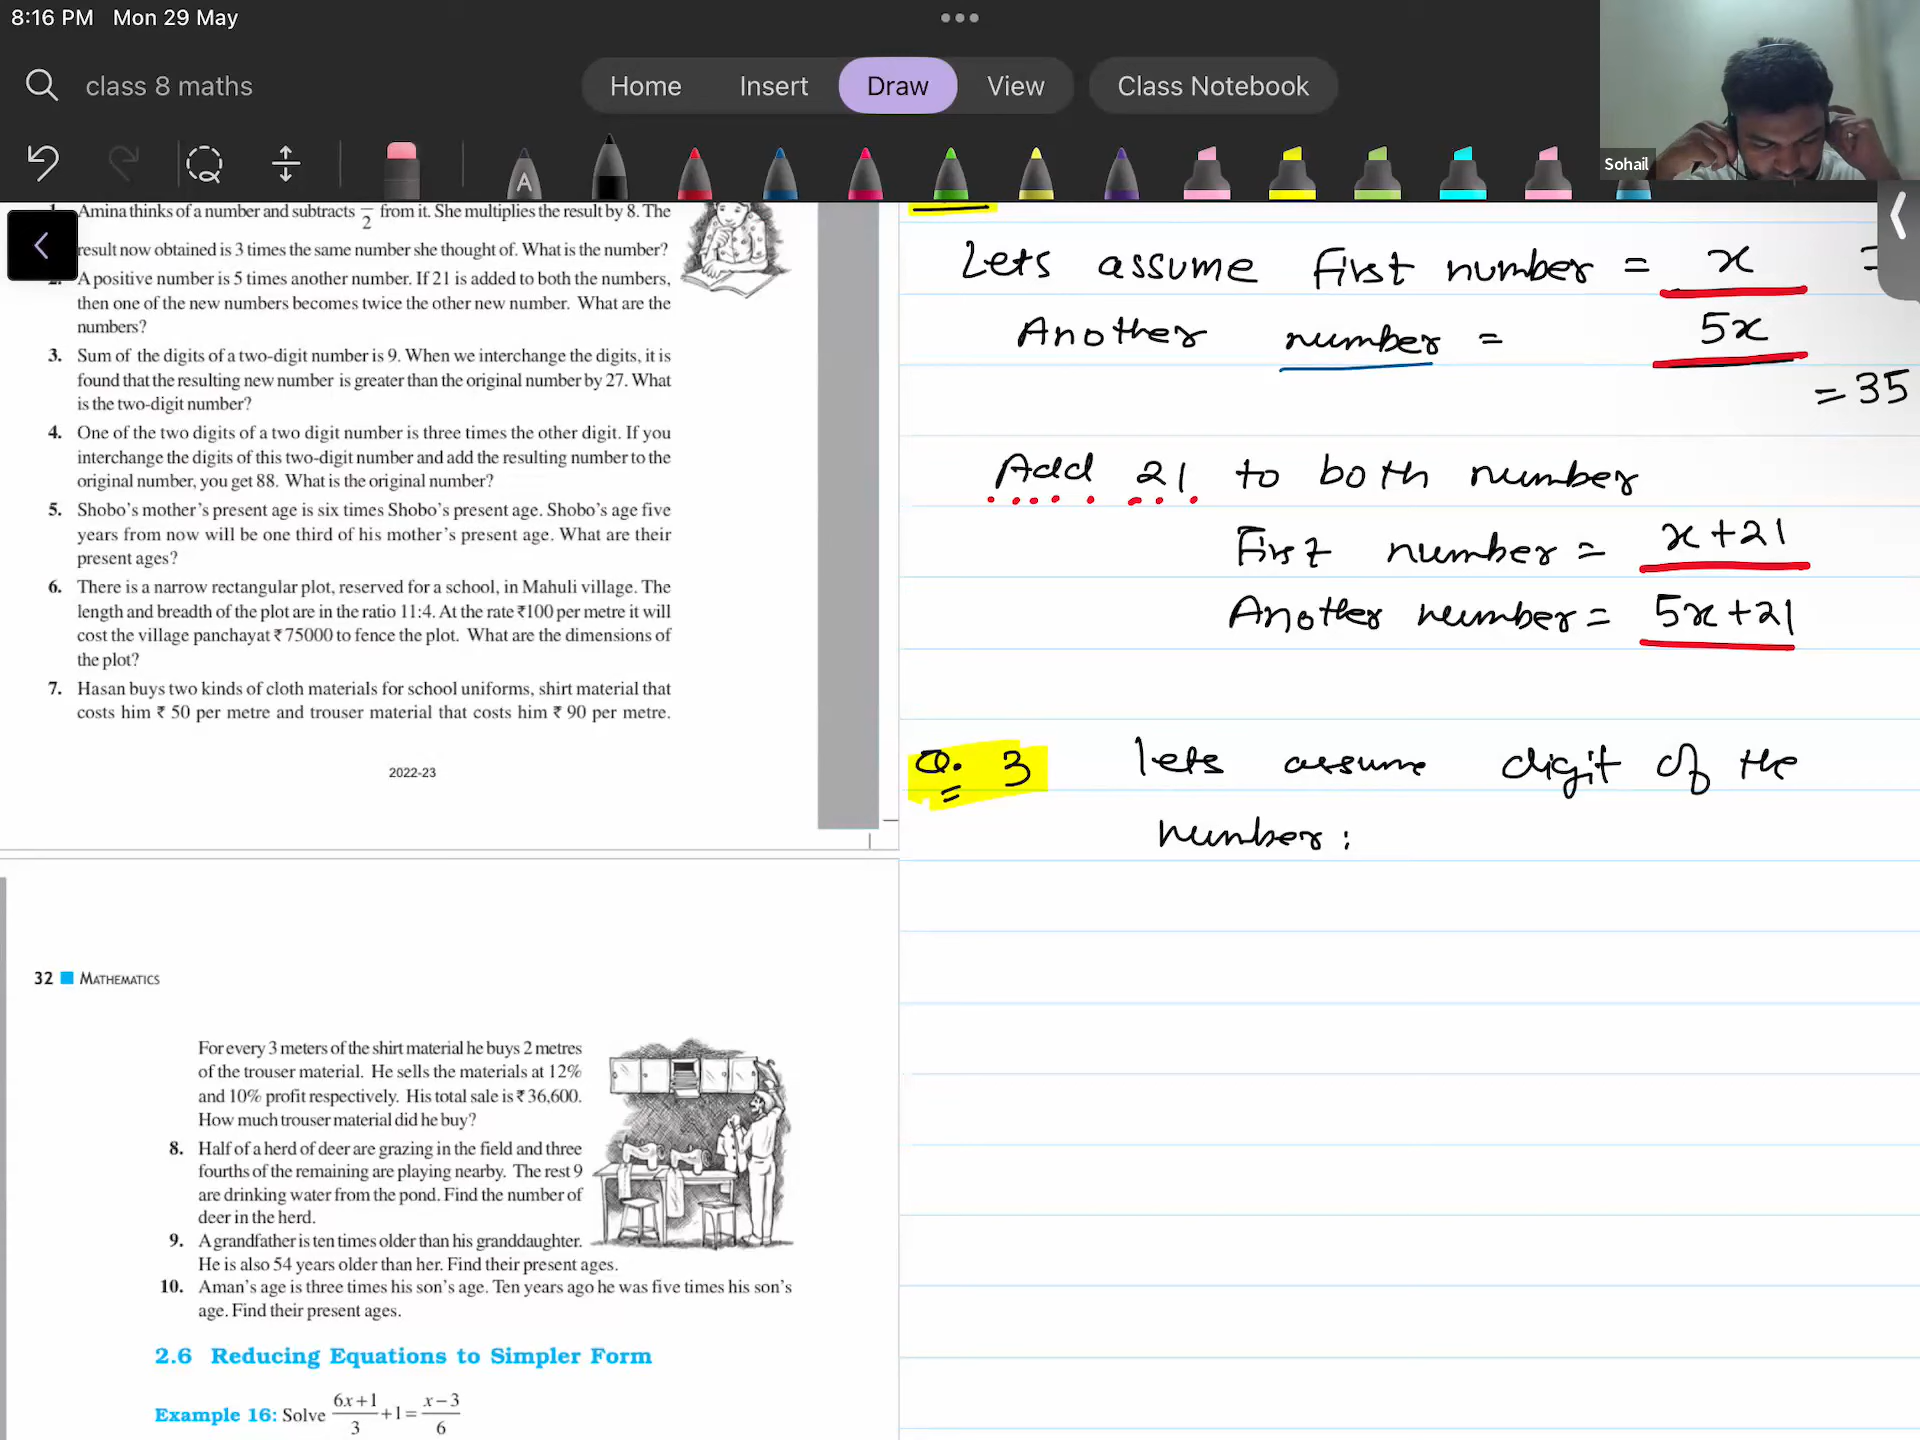 8:16 PM Mon 29 May
class 8 maths
Home Insert Draw View Class Notebook
A
Sohail
Amina thinks of a number and subtracts 2 from it. She multiplies the result by 8. The
result now obtained is 3 times the same number she thought of. What is the number?
A positive number is 5 times another number. If 21 is added to both the numbers,
then one of the new numbers becomes twice the other new number. What are the
numbers?
3. Sum of the digits of a two-digit number is 9. When we interchange the digits, it is
found that the resulting new number is greater than the original number by 27. What
is the two-digit number?
4. One of the two digits of a two digit number is three times the other digit. If you
interchange the digits of this two-digit number and add the resulting number to the
original number, you get 88. What is the original number?
5. Shobo's mother's present age is six times Shobo's present age. Shobo's age five
years from now will be one third of his mother's present age. What are their
present ages?
6. There is a narrow rectangular plot, reserved for a school, in Mahuli village. The
length and breadth of the plot are in the ratio 11:4. At the rate ₹100 per metre it will
cost the village panchayat ₹75000 to fence the plot. What are the dimensions of
the plot?
7. Hasan buys two kinds of cloth materials for school uniforms, shirt material that
costs him ₹ 50 per metre and trouser material that costs him ₹ 90 per metre.
2022-23
32 MATHEMATICS
For every 3 meters of the shirt material he buys 2 metres
of the trouser material. He sells the materials at 12%
and 10% profit respectively. His total sale is ₹36,600.
How much trouser material did he buy?
8. Half of a herd of deer are grazing in the field and three
fourths of the remaining are playing nearby. The rest 9
are drinking water from the pond. Find the number of
deer in the herd.
9. A grandfather is ten times older than his granddaughter.
He is also 54 years older than her. Find their present ages.
10. Aman's age is three times his son's age. Ten years ago he was five times his son's
age. Find their present ages.
2.6 Reducing Equations to Simpler Form
Example 16: Solve (6x+1)/3 + 1 = (x−3)/6
Lets assume First number = x
Another number = 5x
= 35
Add 21 to both number
First number = x+21
Another number = 5x+21
Q. 3 lets assume digit of the
number :